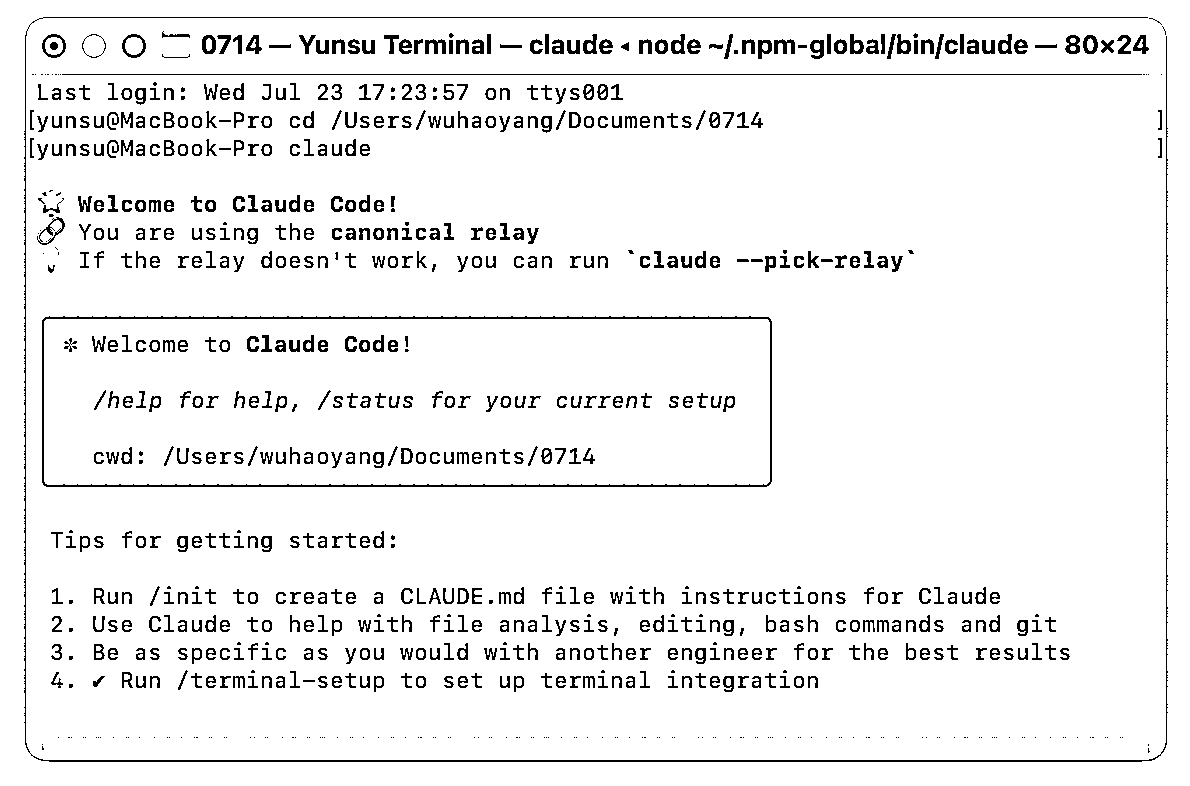 0714 — Yunsu Terminal — claude ◂ node ~/.npm-global/bin/claude — 80×24
Last login: Wed Jul 23 17:23:57 on ttys001
[yunsu@MacBook-Pro cd /Users/wuhaoyang/Documents/0714 ]
[yunsu@MacBook-Pro claude ]
Welcome to Claude Code!
You are using the canonical relay
If the relay doesn't work, you can run `claude --pick-relay`
✻ Welcome to Claude Code!
/help for help, /status for your current setup
cwd: /Users/wuhaoyang/Documents/0714
Tips for getting started:
1. Run /init to create a CLAUDE.md file with instructions for Claude
2. Use Claude to help with file analysis, editing, bash commands and git
3. Be as specific as you would with another engineer for the best results
4. ✔ Run /terminal-setup to set up terminal integration